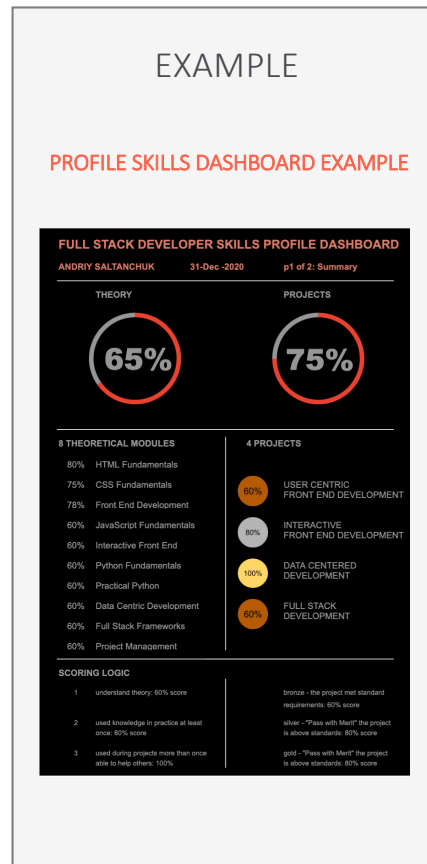 EXAMPLE
PROFILE SKILLS DASHBOARD EXAMPLE
FULL STACK DEVELOPER SKILLS PROFILE DASHBOARD
ANDRIY SALTANCHUK 31-Dec -2020 p1 of 2: Summary
THEORY PROJECTS
65% 75%
8 THEORETICAL MODULES
80% HTML Fundamentals
75% CSS Fundamentals
78% Front End Development
60% JavaScript Fundamentals
60% Interactive Front End
60% Python Fundamentals
60% Practical Python
60% Data Centric Development
60% Full Stack Frameworks
60% Project Management
4 PROJECTS
60% USER CENTRIC
FRONT END DEVELOPMENT
80% INTERACTIVE
FRONT END DEVELOPMENT
100% DATA CENTERED
DEVELOPMENT
60% FULL STACK
DEVELOPMENT
SCORING LOGIC
1 understand theory: 60% score
2 used knowledge in practice at least
once: 80% score
3 used during projects more than once
able to help others: 100%
bronze - the project met standard
requirements: 60% score
silver - "Pass with Merit" the project
is above standards: 80% score
gold - "Pass with Merit" the project
is above standards: 80% score